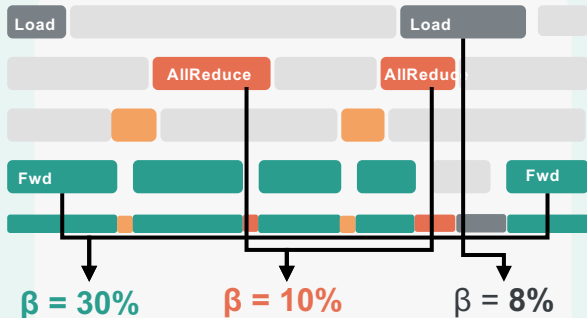 Load Load
AllReduce AllReduce
Fwd Fwd
β = 30% β = 10% β = 8%